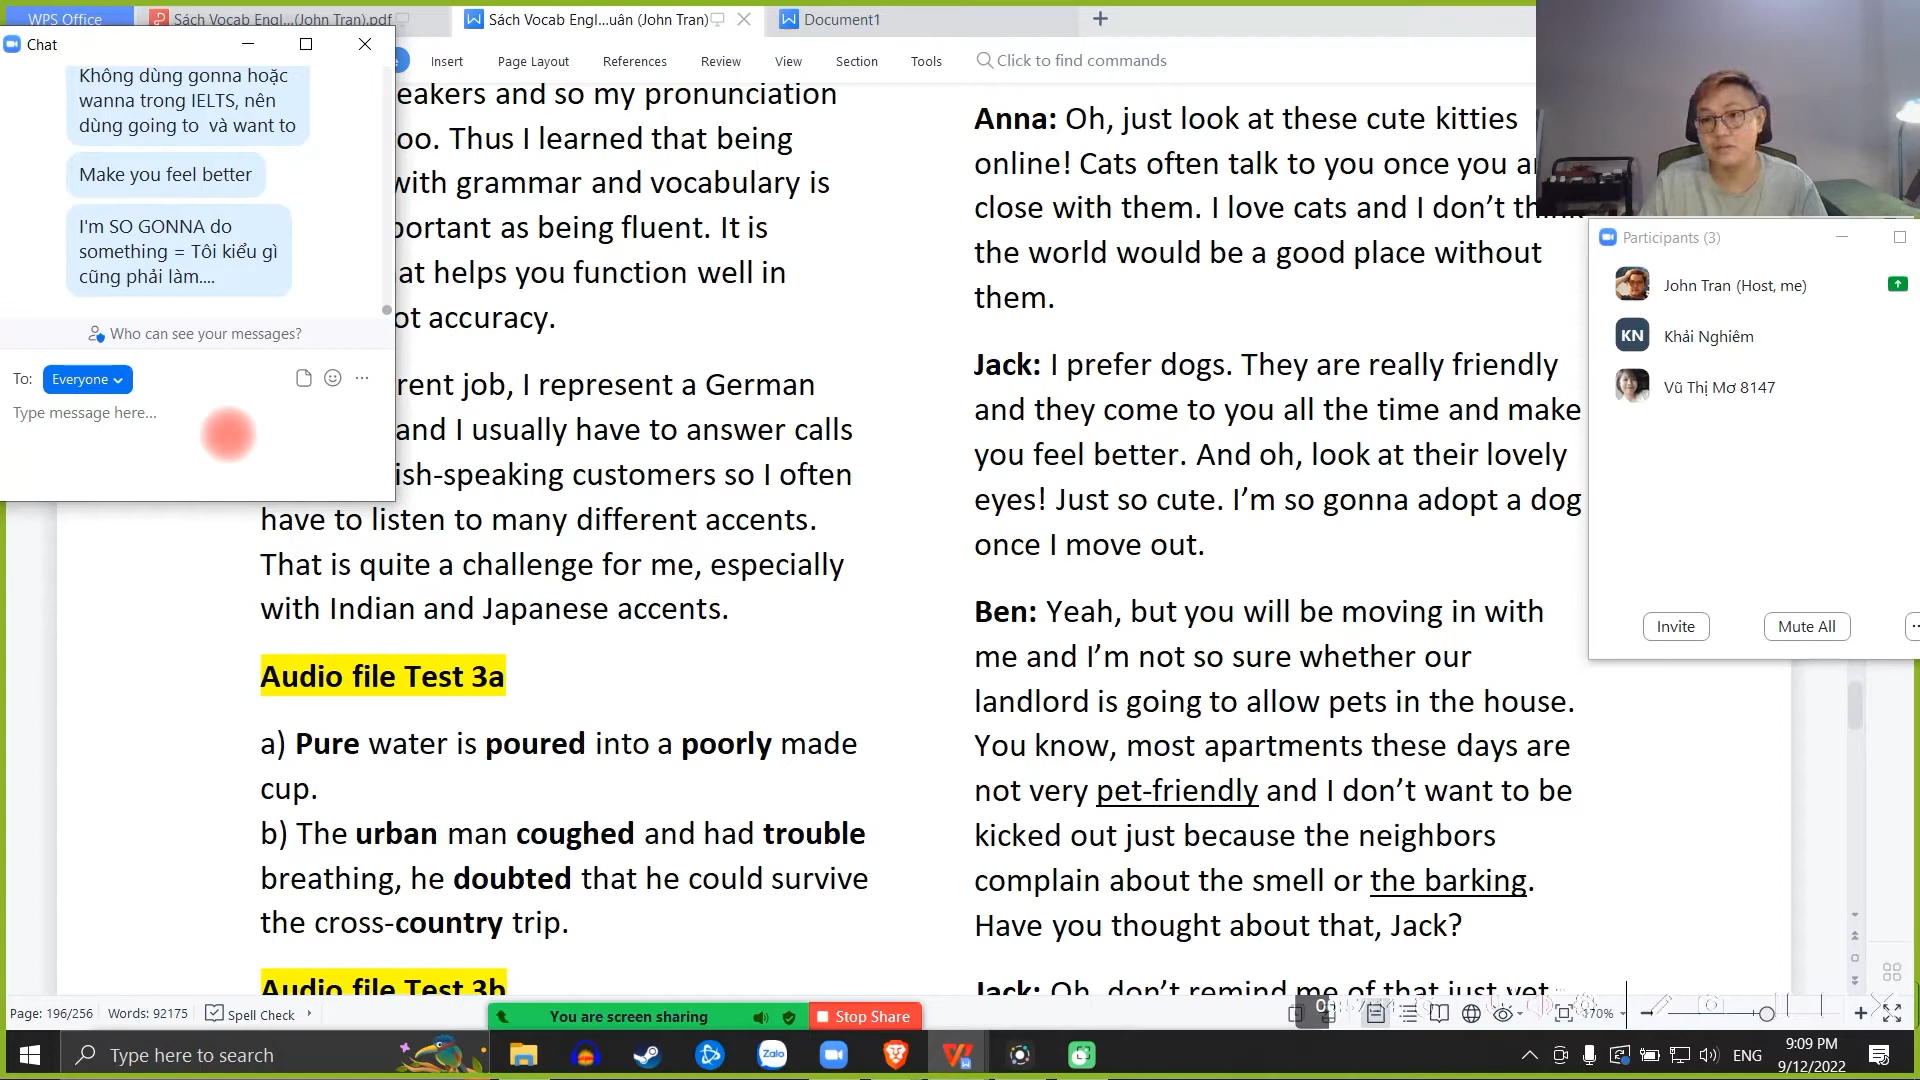 WPS Office
Sách Vocab Engl...(John Tran).pdf
Sách Vocab Engl...uân (John Tran)
Document1
Chat
Không dùng gonna hoặc
wanna trong IELTS, nên
dùng going to  và want to
Make you feel better
I'm SO GONNA do
something = Tôi kiểu gì
cũng phải làm....
Who can see your messages?
To:
Everyone
Type message here...
Insert
Page Layout
References
Review
View
Section
Tools
Click to find commands
eakers and so my pronunciation
oo. Thus I learned that being
with grammar and vocabulary is
portant as being fluent. It is
at helps you function well in
ot accuracy.
rent job, I represent a German
and I usually have to answer calls
ish-speaking customers so I often
have to listen to many different accents.
That is quite a challenge for me, especially
with Indian and Japanese accents.
Audio file Test 3a
a) Pure water is poured into a poorly made
cup.
b) The urban man coughed and had trouble
breathing, he doubted that he could survive
the cross-country trip.
Audio file Test 3b
Anna: Oh, just look at these cute kitties
online! Cats often talk to you once you
close with them. I love cats and I don't think
the world would be a good place without
them.
Jack: I prefer dogs. They are really friendly
and they come to you all the time and make
you feel better. And oh, look at their lovely
eyes! Just so cute. I'm so gonna adopt a dog
once I move out.
Ben: Yeah, but you will be moving in with
me and I'm not so sure whether our
landlord is going to allow pets in the house.
You know, most apartments these days are
not very pet-friendly and I don't want to be
kicked out just because the neighbors
complain about the smell or the barking.
Have you thought about that, Jack?
Jack: Oh, don't remind me of that just yet.
Participants (3)
John Tran (Host, me)
KN
Khải Nghiêm
Vũ Thị Mơ 8147
Invite
Mute All
Page: 196/256
Words: 92175
Spell Check
You are screen sharing
Stop Share
170%
Type here to search
Zalo
ENG
9:09 PM
9/12/2022